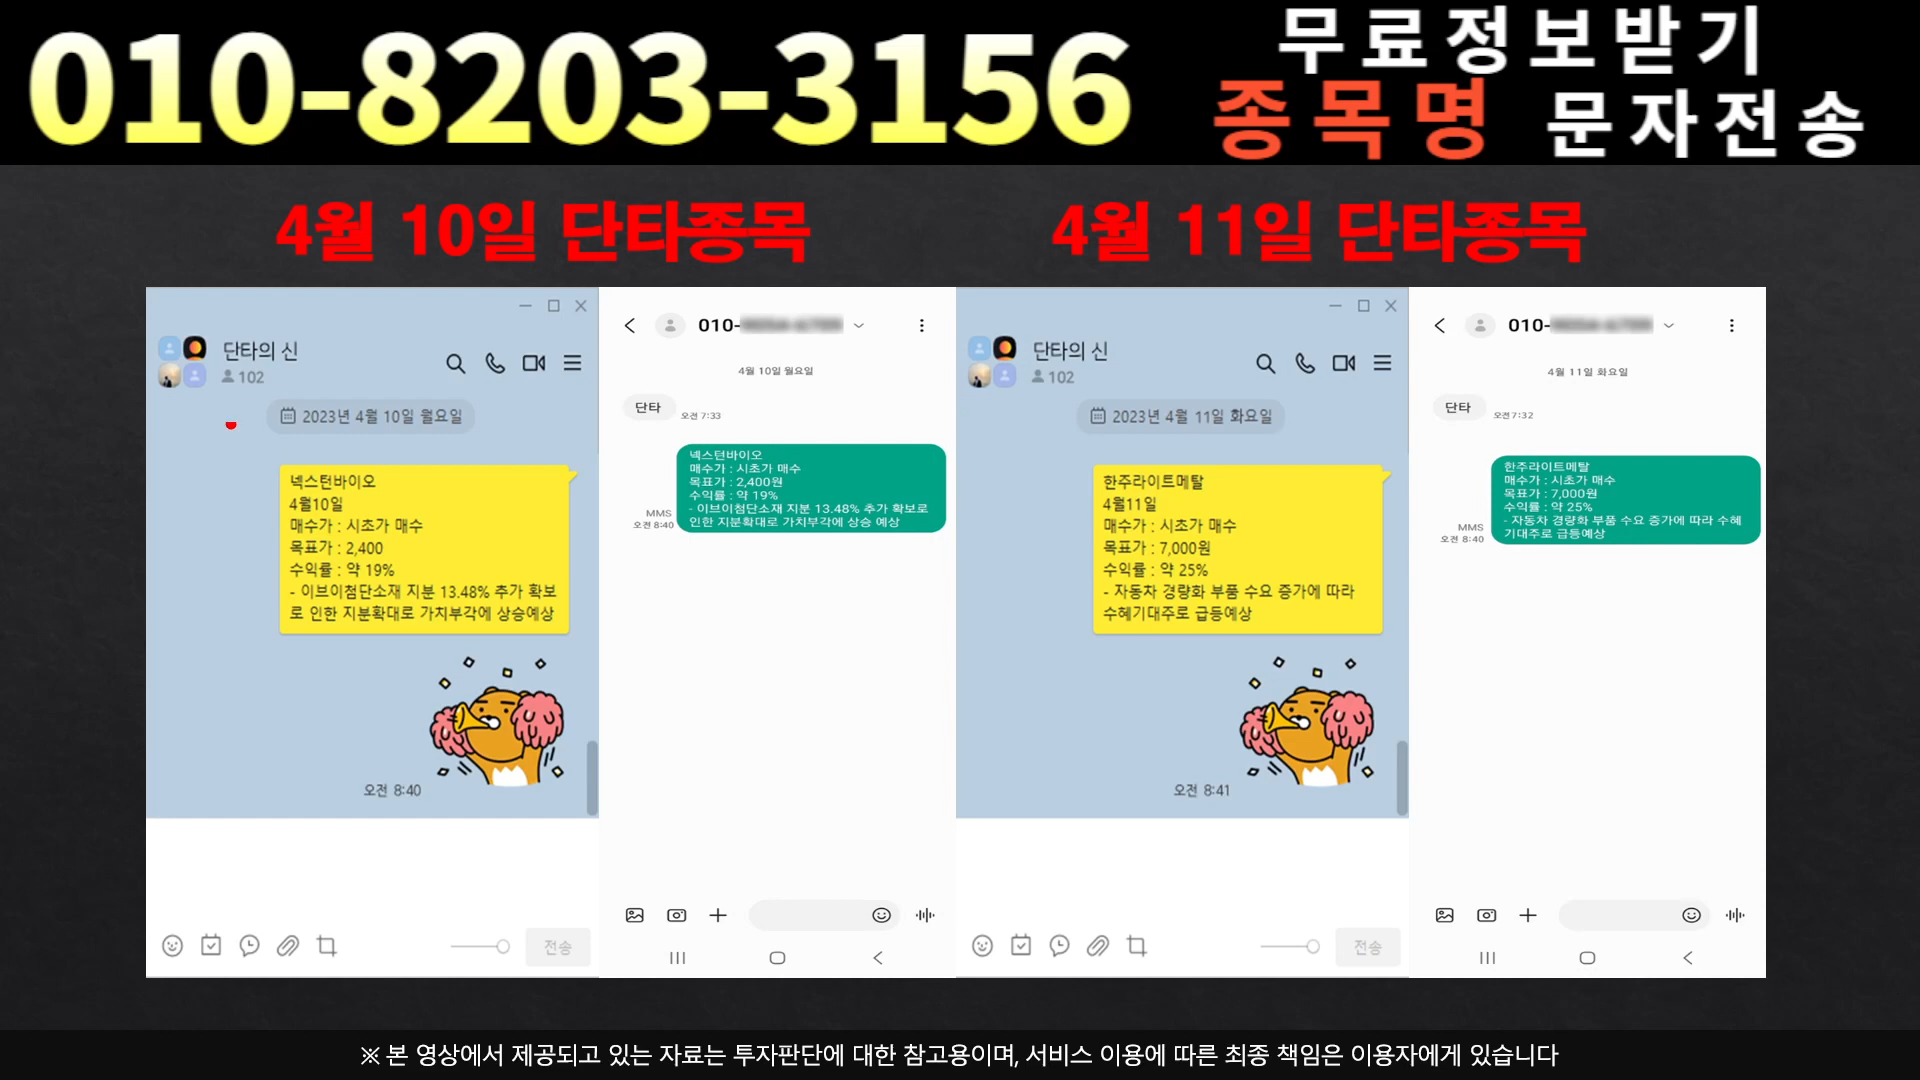 010-8203-3156
무료정보받기
종목명 문자전송
4월 10일 단타종목
4월 11일 단타종목
단타의 신
102
2023년 4월 10일 월요일
넥스턴바이오
4월10일
매수가 : 시초가 매수
목표가 : 2,400
수익률 : 약 19%
- 이브이첨단소재 지분 13.48% 추가 확보
로 인한 지분확대로 가치부각에 상승예상
오전 8:40
전송
010-
4월 10일 월요일
단타
오전 7:33
넥스턴바이오
매수가 : 시초가 매수
목표가 : 2,400원
수익률 : 약 19%
- 이브이첨단소재 지분 13.48% 추가 확보로
인한 지분확대로 가치부각에 상승 예상
MMS
오전 8:40
단타의 신
102
2023년 4월 11일 화요일
한주라이트메탈
4월11일
매수가 : 시초가 매수
목표가 : 7,000원
수익률 : 약 25%
- 자동차 경량화 부품 수요 증가에 따라
수혜기대주로 급등예상
오전 8:41
전송
010-
4월 11일 화요일
단타
오전 7:32
한주라이트메탈
매수가 : 시초가 매수
목표가 : 7,000원
수익률 : 약 25%
- 자동차 경량화 부품 수요 증가에 따라 수혜
기대주로 급등예상
MMS
오전 8:40
※ 본 영상에서 제공되고 있는 자료는 투자판단에 대한 참고용이며, 서비스 이용에 따른 최종 책임은 이용자에게 있습니다